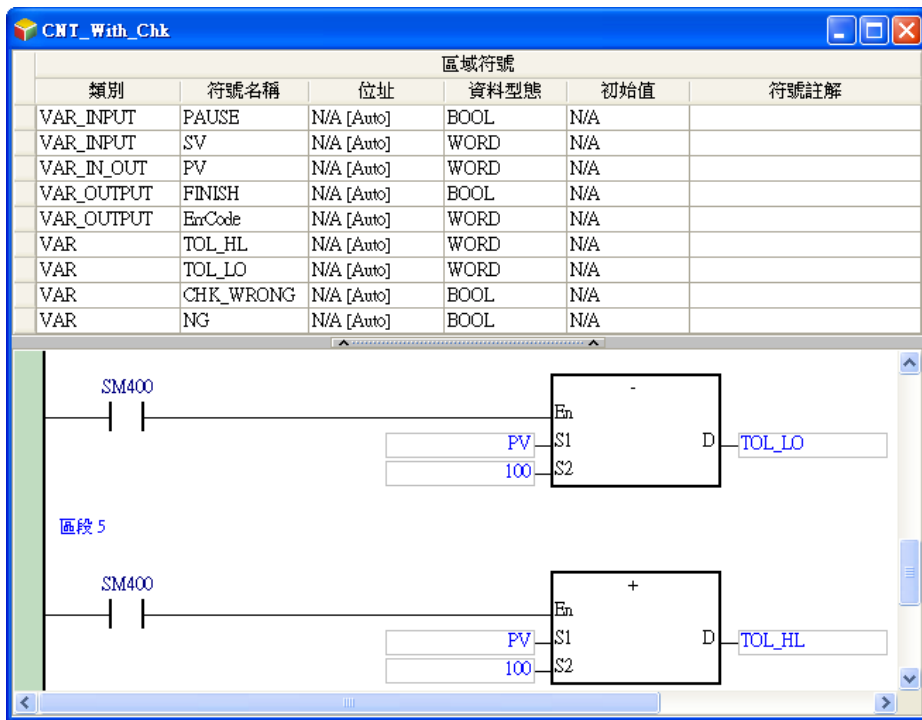 CNT_With_Chk
區域符號
類別 符號名稱 位址 資料型態 初始值 符號註解
VAR_INPUT PAUSE N/A [Auto] BOOL N/A
VAR_INPUT SV N/A [Auto] WORD N/A
VAR_IN_OUT PV N/A [Auto] WORD N/A
VAR_OUTPUT FINISH N/A [Auto] BOOL N/A
VAR_OUTPUT ErrCode N/A [Auto] WORD N/A
VAR TOL_HL N/A [Auto] WORD N/A
VAR TOL_LO N/A [Auto] WORD N/A
VAR CHK_WRONG N/A [Auto] BOOL N/A
VAR NG N/A [Auto] BOOL N/A
SM400 -
En
PV S1 D TOL_LO
100 S2
區段 5
SM400 +
En
PV S1 D TOL_HL
100 S2